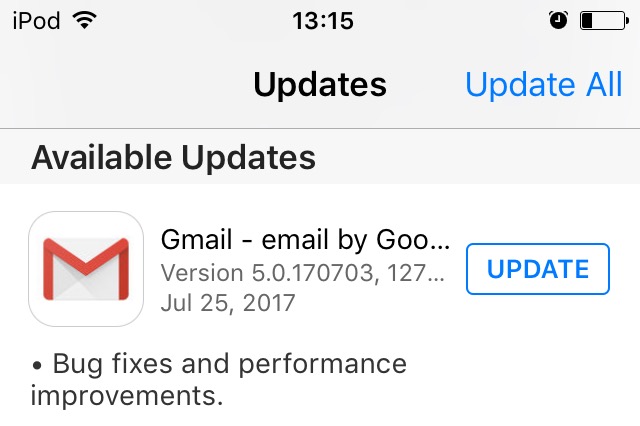 iPod 13:15
Updates Update All
Available Updates
Gmail - email by Goo...
Version 5.0.170703, 127...
Jul 25, 2017
UPDATE
• Bug fixes and performance
improvements.